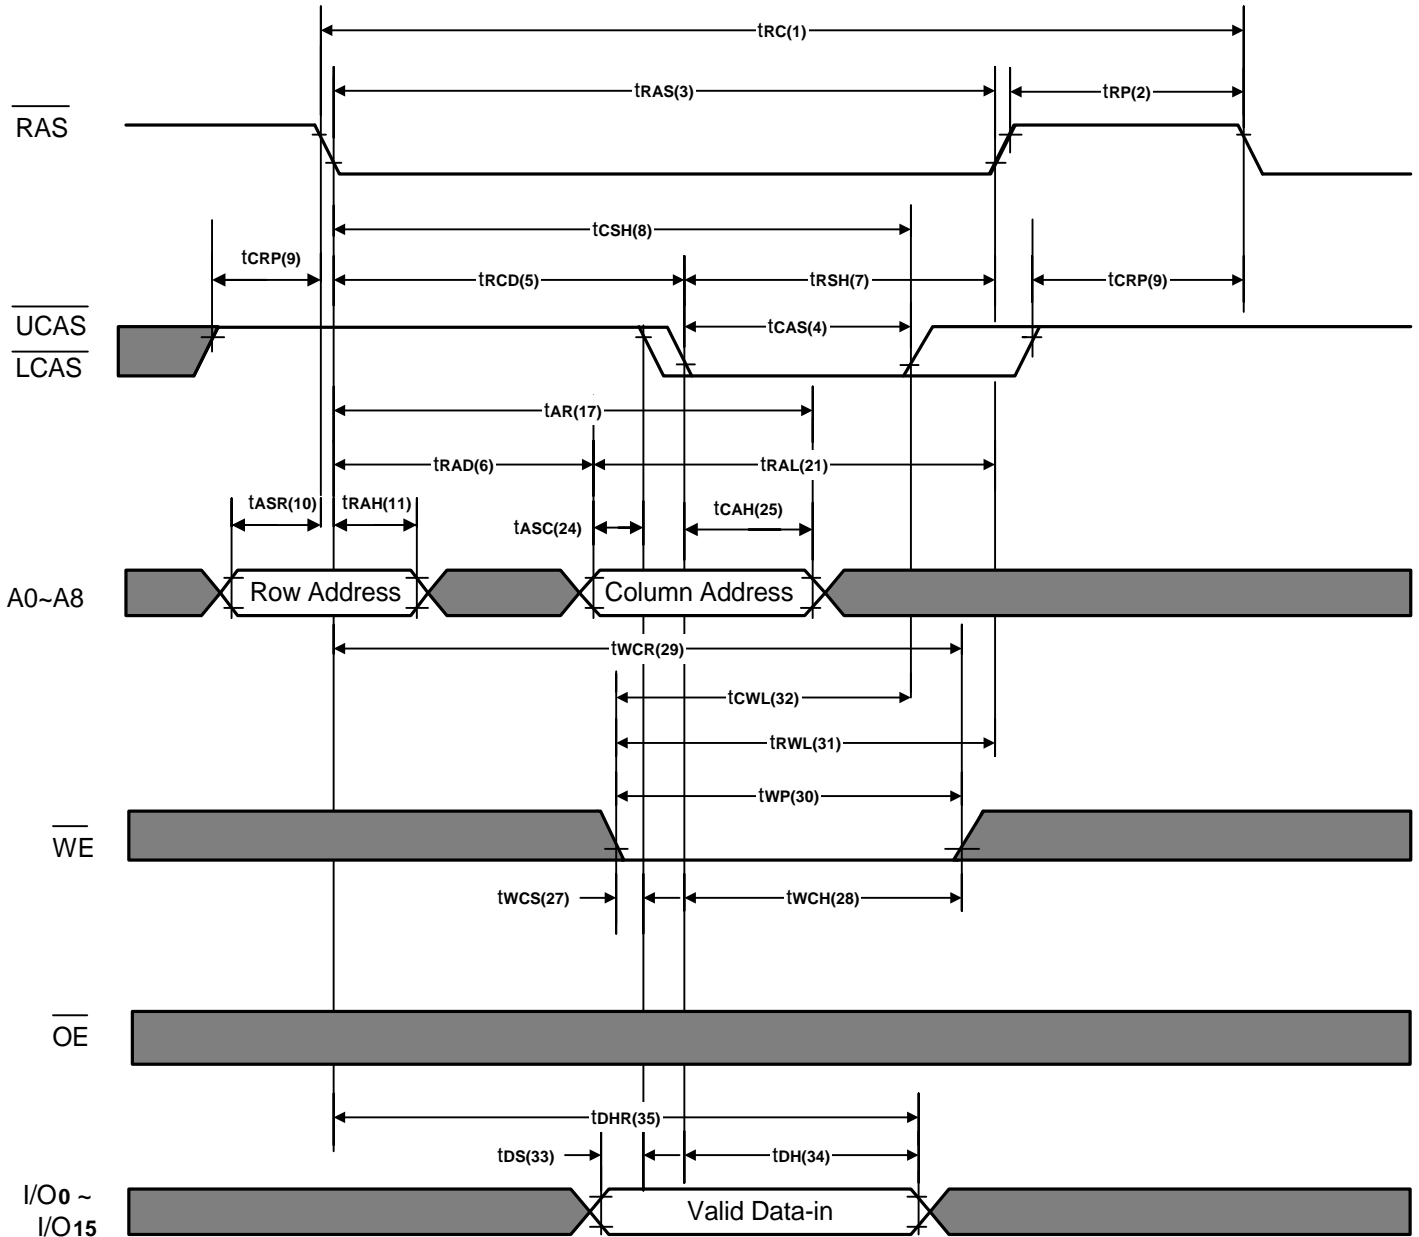 tRC(1)
tRAS(3)
tRP(2)
RAS
tCSH(8)
tCRP(9)
tRCD(5)
tRSH(7)
tCRP(9)
UCAS
tCAS(4)
LCAS
tAR(17)
tRAD(6)
tRAL(21)
tASR(10)
tRAH(11)
tASC(24)
tCAH(25)
A0~A8
Row Address
Column Address
tWCR(29)
tCWL(32)
tRWL(31)
tWP(30)
WE
tWCS(27)
tWCH(28)
OE
tDHR(35)
tDS(33)
tDH(34)
I/O0 ~
I/O15
Valid Data-in